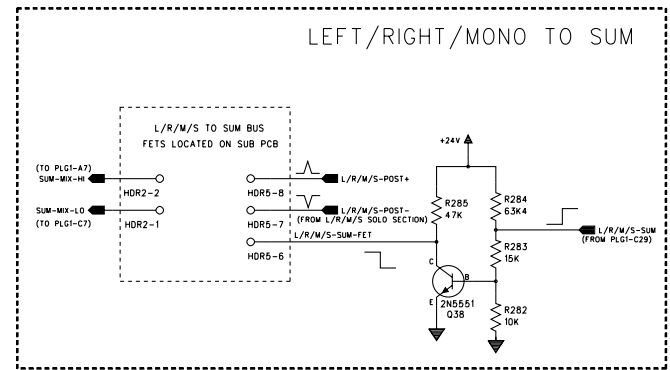 LEFT/RIGHT/MONO TO SUM
L/R/M/S TO SUM BUS
FETS LOCATED ON SUB PCB
+24V
(TO PLG1-A7)
SUM-MIX-HI
HDR2-2
HDR5-8
L/R/M/S-POST+
SUM-MIX-LO
(TO PLG1-C7)
HDR2-1
HDR5-7
L/R/M/S-POST-
(FROM L/R/M/S SOLO SECTION)
L/R/M/S-SUM-FET
HDR5-6
R285
47K
R284
63K4
L/R/M/S-SUM
(FROM PLG1-C29)
R283
15K
C
B
E
2N5551
Q38
R282
10K